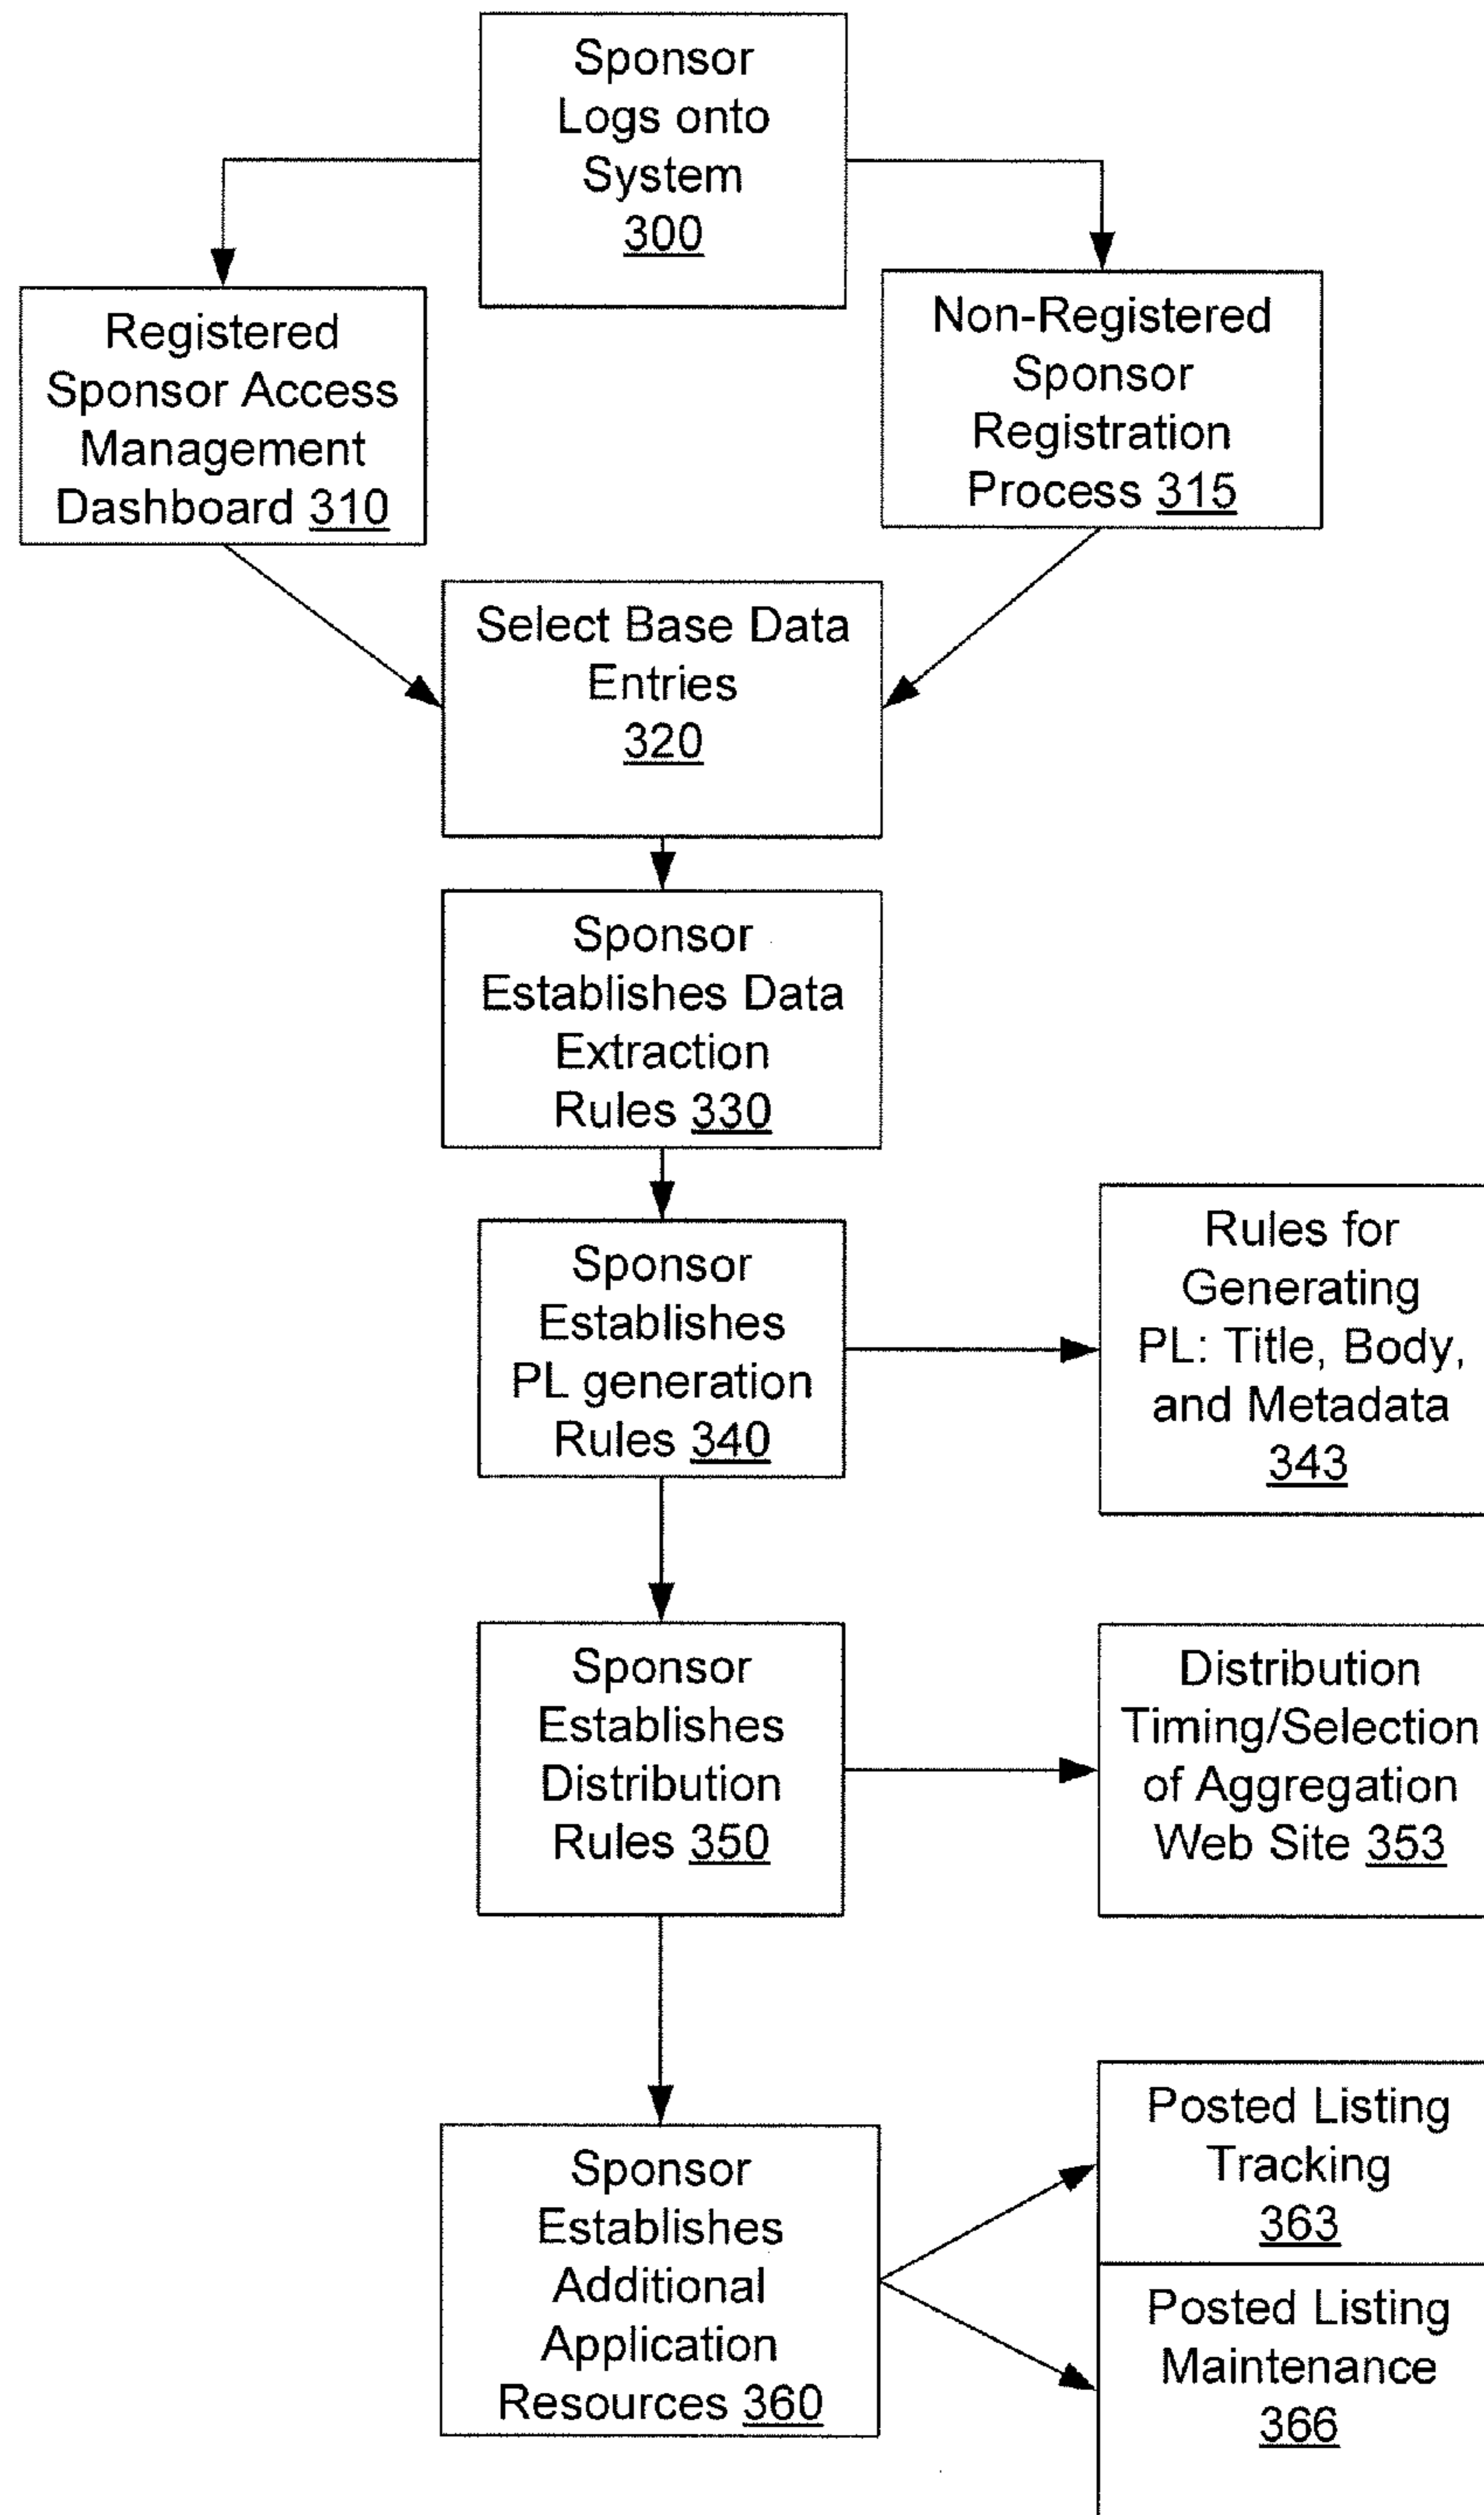 Sponsor
Logs onto
System
300
Registered
Sponsor Access
Management
Dashboard 310
Non-Registered
Sponsor
Registration
Process 315
Select Base Data
Entries
320
Sponsor
Establishes Data
Extraction
Rules 330
Sponsor
Establishes
PL generation
Rules 340
Rules for
Generating
PL: Title, Body,
and Metadata
343
Sponsor
Establishes
Distribution
Rules 350
Distribution
Timing/Selection
of Aggregation
Web Site 353
Sponsor
Establishes
Additional
Application
Resources 360
Posted Listing
Tracking
363
Posted Listing
Maintenance
366